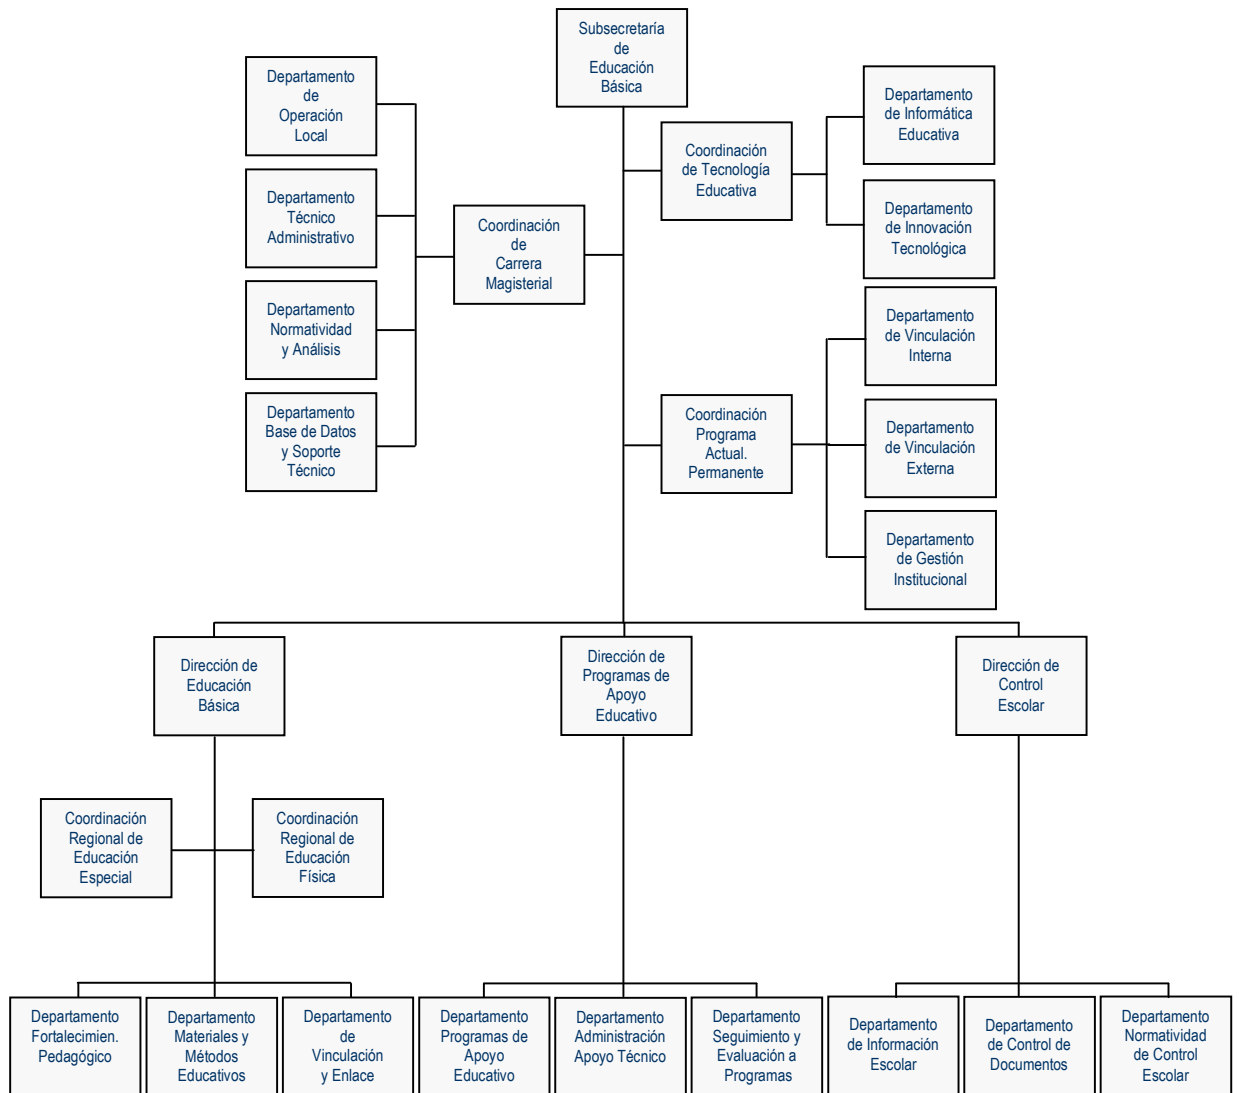 Subsecretaría
de
Educación
Básica
Departamento
de
Operación
Local
Departamento
Técnico
Administrativo
Departamento
Normatividad
y Análisis
Departamento
Base de Datos
y Soporte
Técnico
Coordinación
de
Carrera
Magisterial
Coordinación
de Tecnología
Educativa
Departamento
de Informática
Educativa
Departamento
de Innovación
Tecnológica
Coordinación
Programa
Actual.
Permanente
Departamento
de Vinculación
Interna
Departamento
de Vinculación
Externa
Departamento
de Gestión
Institucional
Dirección de
Educación
Básica
Dirección de
Programas de
Apoyo
Educativo
Dirección de
Control
Escolar
Coordinación
Regional de
Educación
Especial
Coordinación
Regional de
Educación
Física
Departamento
Fortalecimien.
Pedagógico
Departamento
Materiales y
Métodos
Educativos
Departamento
de
Vinculación
y Enlace
Departamento
Programas de
Apoyo
Educativo
Departamento
Administración
Apoyo Técnico
Departamento
Seguimiento y
Evaluación a
Programas
Departamento
de Información
Escolar
Departamento
de Control de
Documentos
Departamento
Normatividad
de Control
Escolar